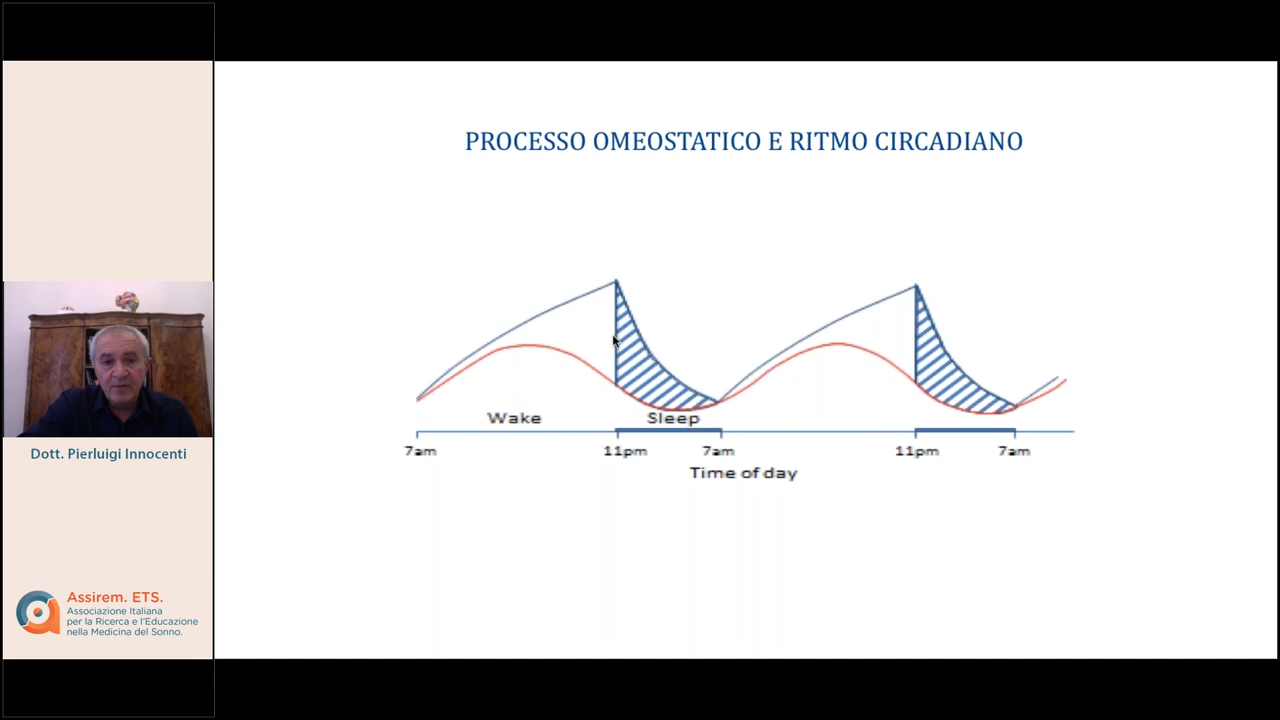 PROCESSO OMEOSTATICO E RITMO CIRCADIANO
Wake
Sleep
7am
11pm
7am
11pm
7am
Time of day
Dott. Pierluigi Innocenti
Assirem. ETS.
Associazione Italiana
per la Ricerca e l'Educazione
nella Medicina del Sonno.